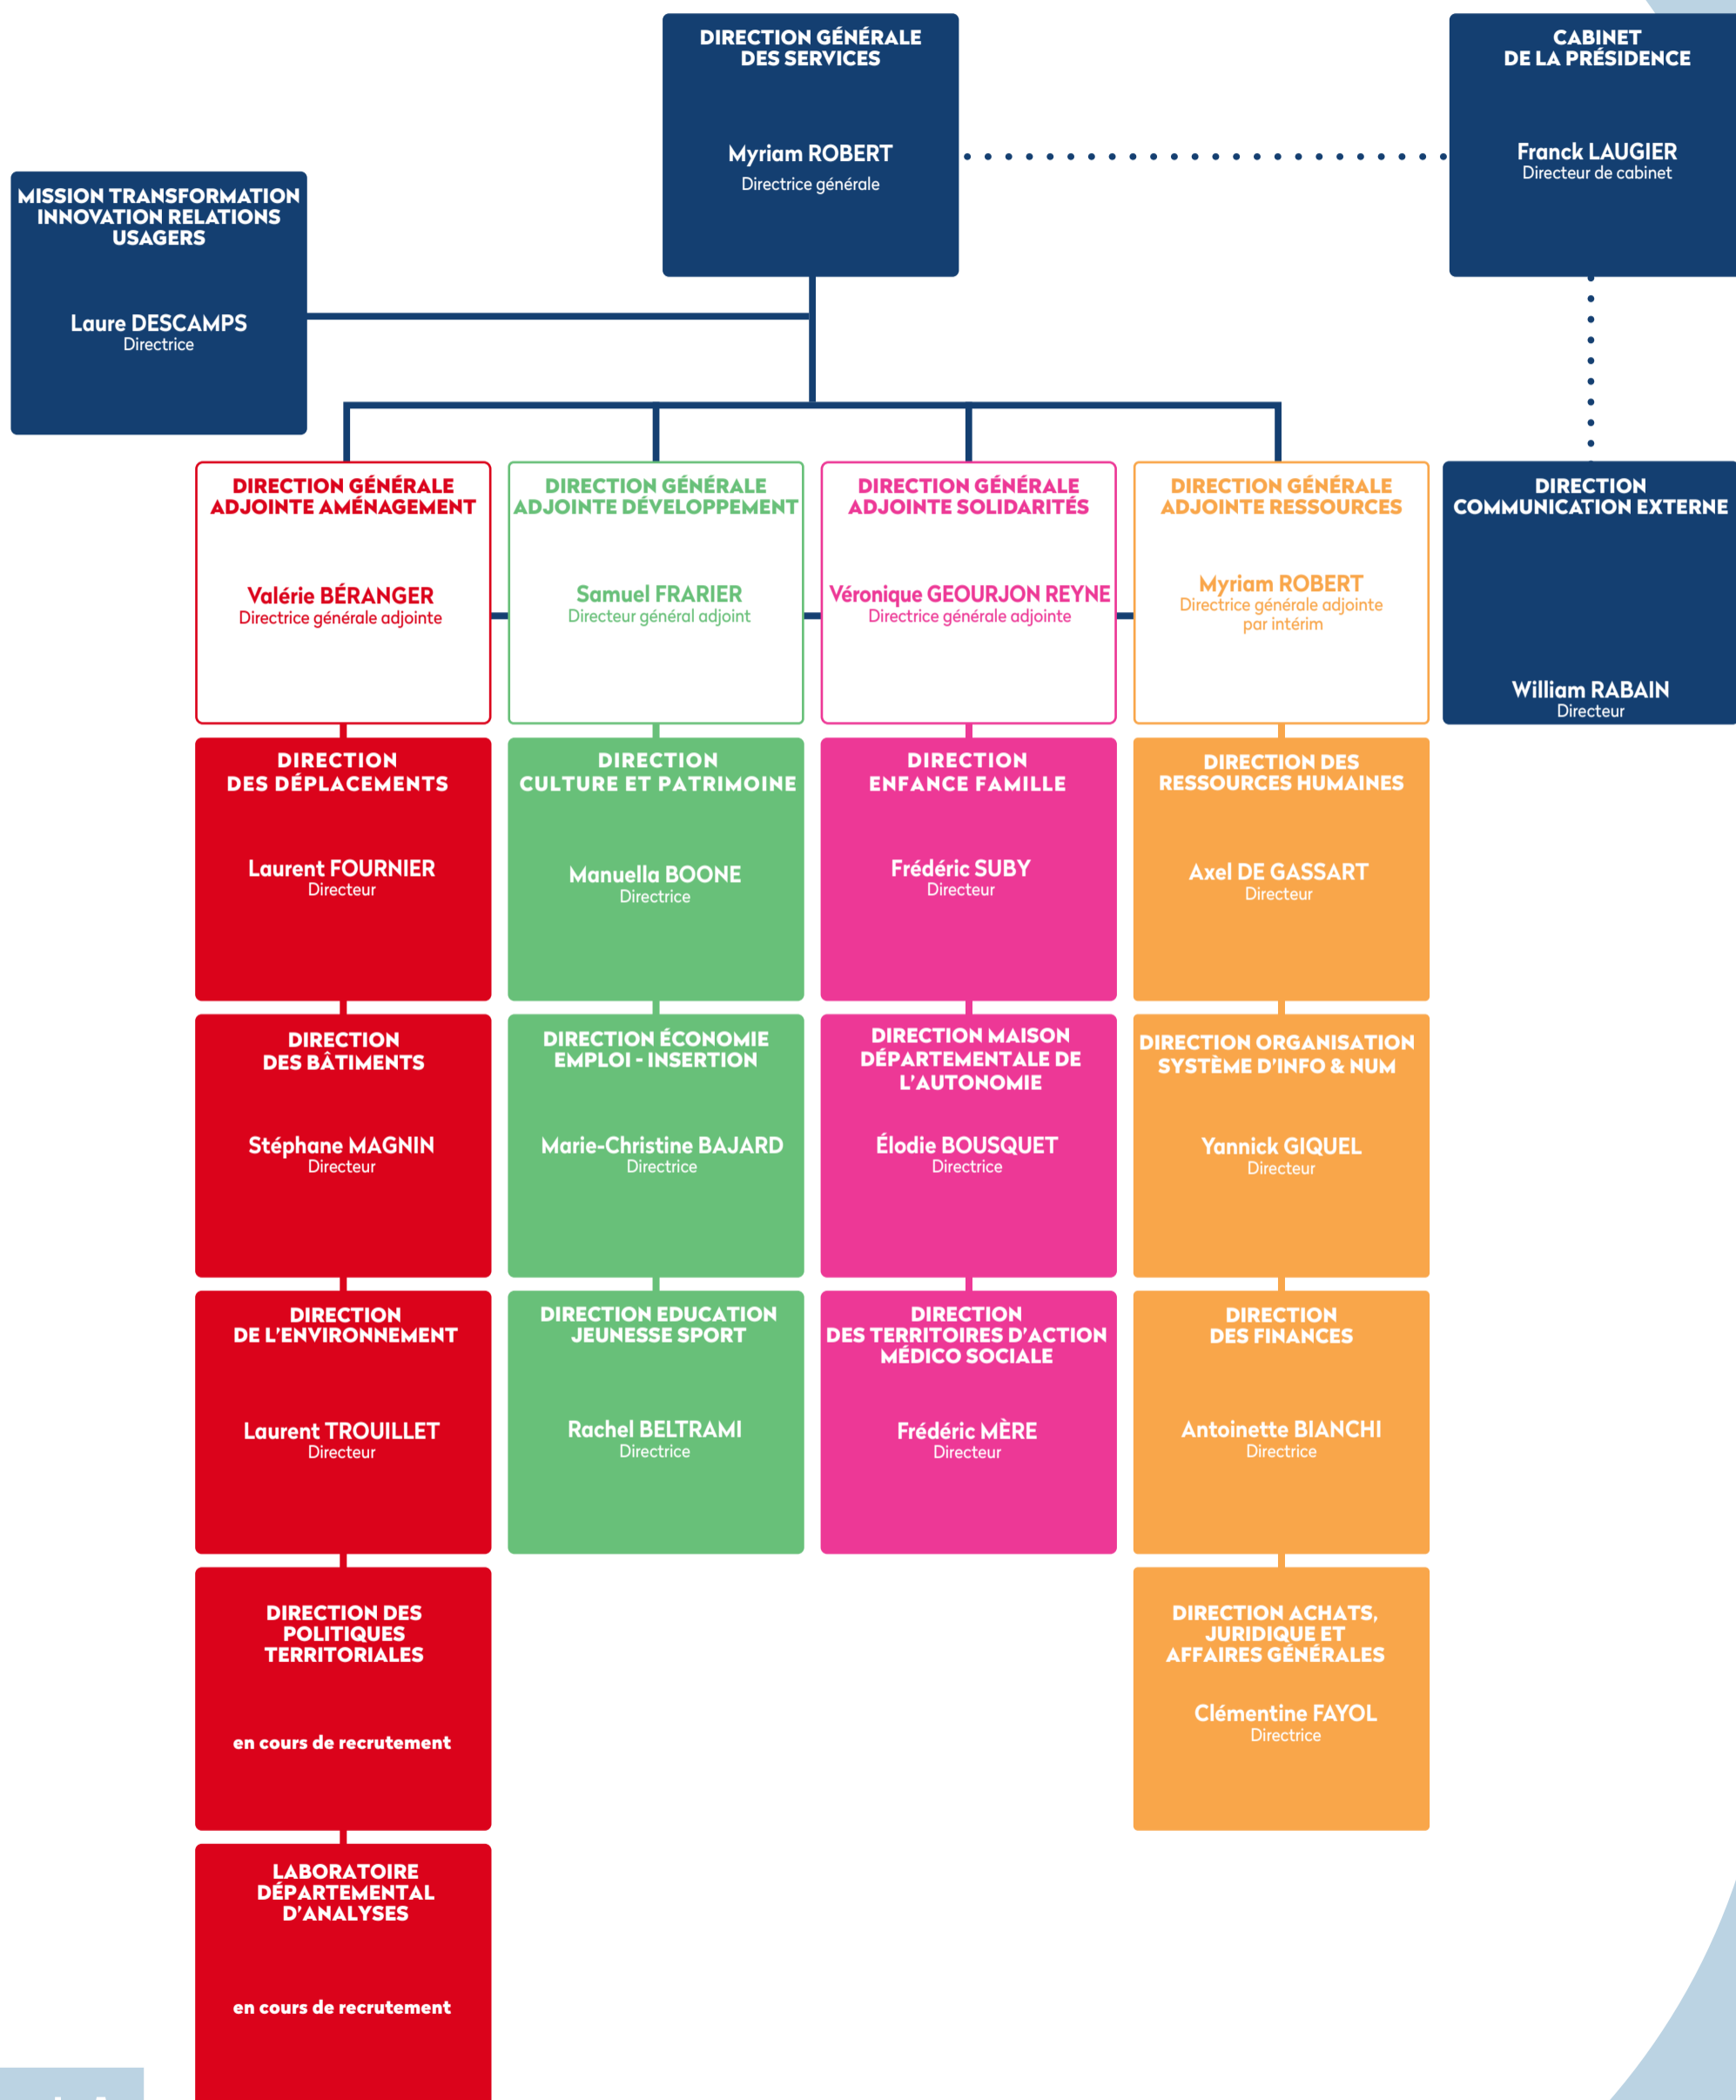 DIRECTION GÉNÉRALE
DES SERVICES
Myriam ROBERT
Directrice générale
CABINET
DE LA PRÉSIDENCE
Franck LAUGIER
Directeur de cabinet
MISSION TRANSFORMATION
INNOVATION RELATIONS
USAGERS
Laure DESCAMPS
Directrice
DIRECTION GÉNÉRALE
ADJOINTE AMÉNAGEMENT
Valérie BÉRANGER
Directrice générale adjointe
DIRECTION GÉNÉRALE
ADJOINTE DÉVELOPPEMENT
Samuel FRARIER
Directeur général adjoint
DIRECTION GÉNÉRALE
ADJOINTE SOLIDARITÉS
Véronique GEOURJON REYNE
Directrice générale adjointe
DIRECTION GÉNÉRALE
ADJOINTE RESSOURCES
Myriam ROBERT
Directrice générale adjointe
par intérim
DIRECTION
COMMUNICATION EXTERNE
William RABAIN
Directeur
DIRECTION
DES DÉPLACEMENTS
Laurent FOURNIER
Directeur
DIRECTION
CULTURE ET PATRIMOINE
Manuella BOONE
Directrice
DIRECTION
ENFANCE FAMILLE
Frédéric SUBY
Directeur
DIRECTION DES
RESSOURCES HUMAINES
Axel DE GASSART
Directeur
DIRECTION
DES BÂTIMENTS
Stéphane MAGNIN
Directeur
DIRECTION ÉCONOMIE
EMPLOI - INSERTION
Marie-Christine BAJARD
Directrice
DIRECTION MAISON
DÉPARTEMENTALE DE
L'AUTONOMIE
Élodie BOUSQUET
Directrice
DIRECTION ORGANISATION
SYSTÈME D'INFO & NUM
Yannick GIQUEL
Directeur
DIRECTION
DE L'ENVIRONNEMENT
Laurent TROUILLET
Directeur
DIRECTION EDUCATION
JEUNESSE SPORT
Rachel BELTRAMI
Directrice
DIRECTION
DES TERRITOIRES D'ACTION
MÉDICO SOCIALE
Frédéric MÈRE
Directeur
DIRECTION
DES FINANCES
Antoinette BIANCHI
Directrice
DIRECTION DES
POLITIQUES
TERRITORIALES
en cours de recrutement
DIRECTION ACHATS,
JURIDIQUE ET
AFFAIRES GÉNÉRALES
Clémentine FAYOL
Directrice
LABORATOIRE
DÉPARTEMENTAL
D'ANALYSES
en cours de recrutement